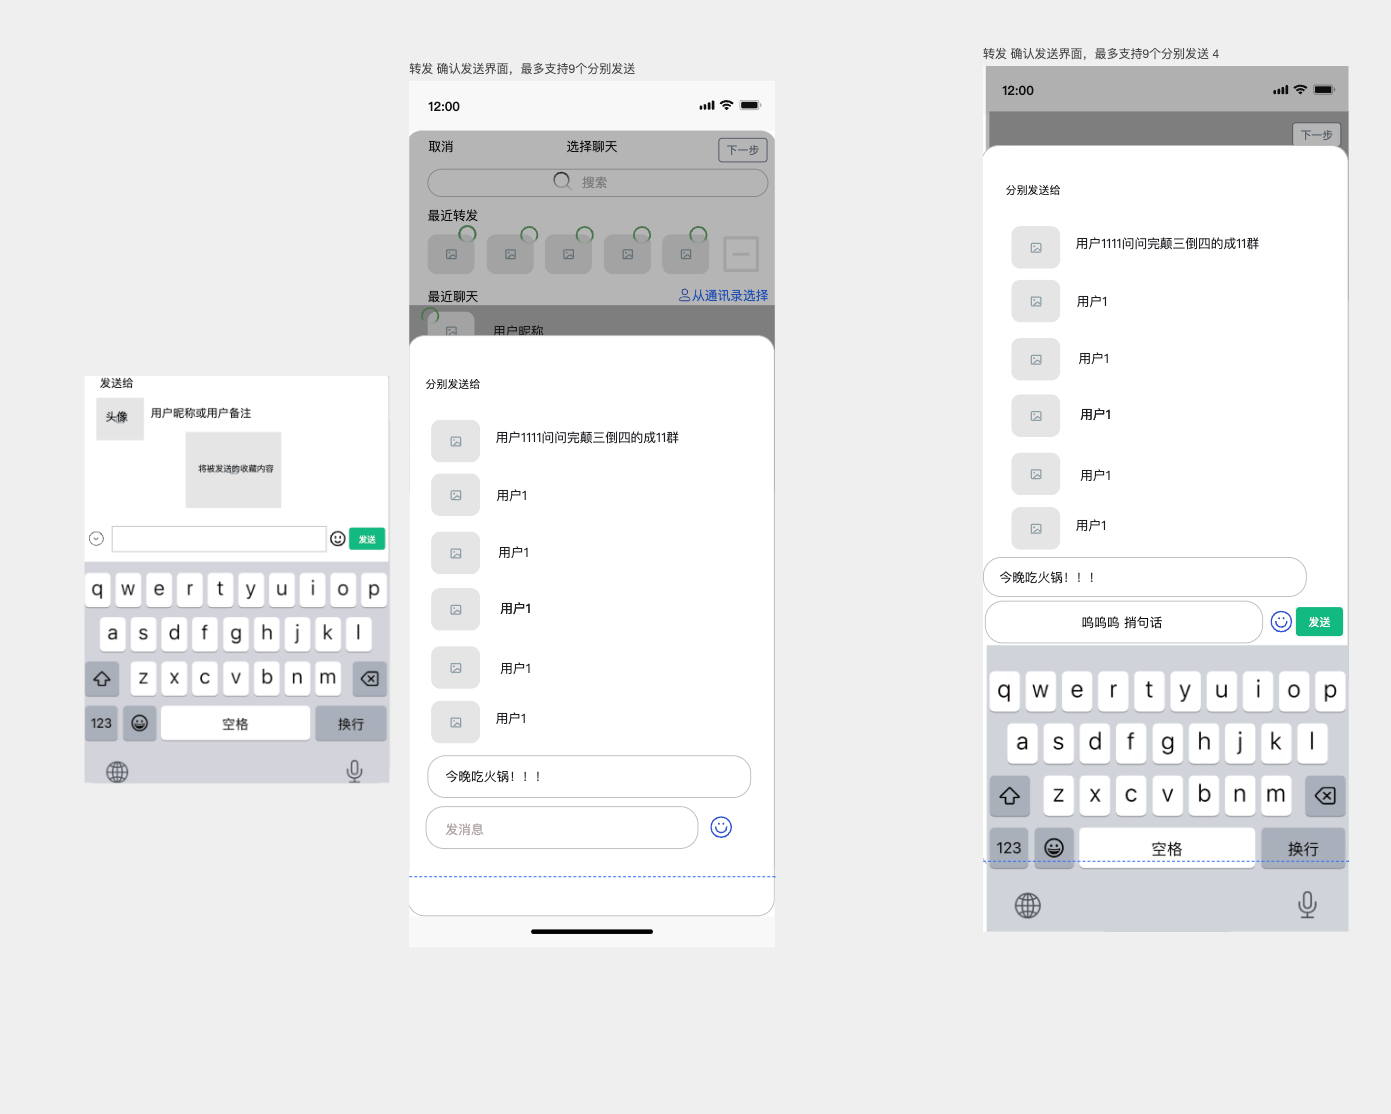 转发 确认发送界面，最多支持9个分别发送
转发 确认发送界面，最多支持9个分别发送 4
发送给
头像
用户昵称或用户备注
将被发送的收藏内容
发送
q w e r t y u i o p
a s d f g h j k l
z x c v b n m
123
空格
换行
12:00
取消
选择聊天
下一步
搜索
最近转发
最近聊天
从通讯录选择
用户昵称
分别发送给
用户1111问问完颠三倒四的成11群
用户1
用户1
用户1
用户1
用户1
今晚吃火锅！！！
发消息
12:00
下一步
分别发送给
用户1111问问完颠三倒四的成11群
用户1
用户1
用户1
用户1
用户1
今晚吃火锅！！！
呜呜呜 捎句话
发送
q w e r t y u i o p
a s d f g h j k l
z x c v b n m
123
空格
换行